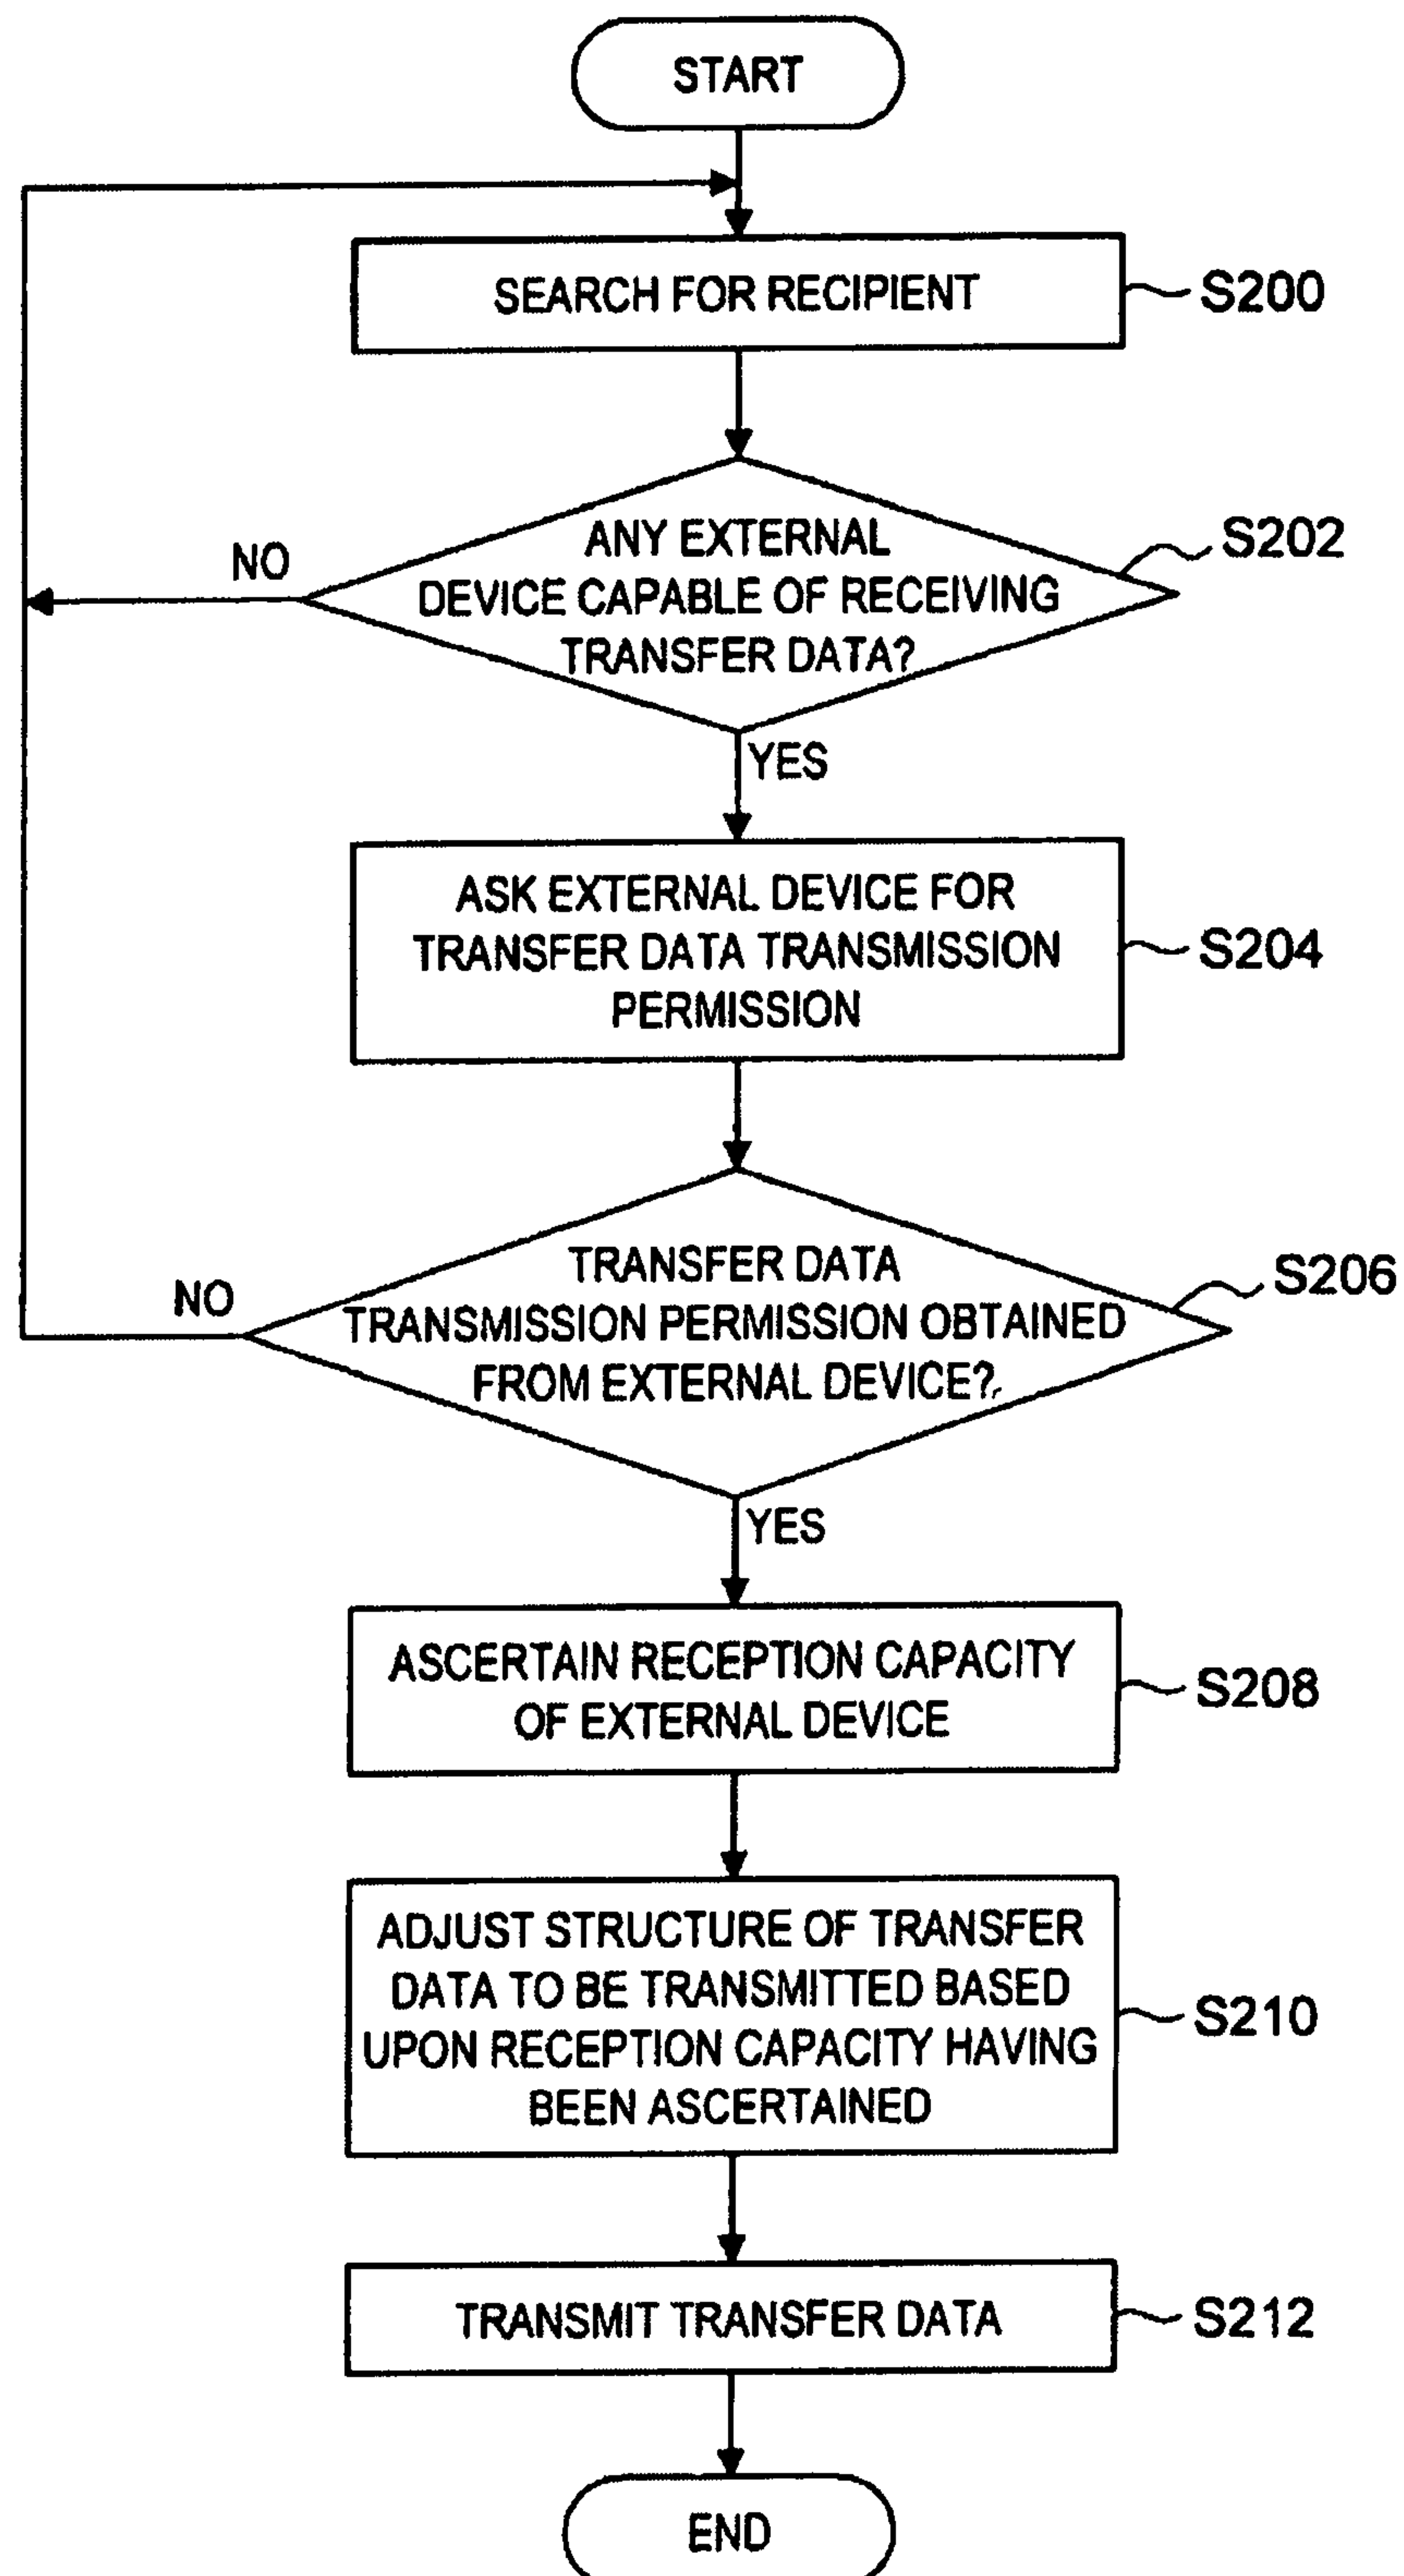 START
SEARCH FOR RECIPIENT
S200
ANY EXTERNAL
DEVICE CAPABLE OF RECEIVING
TRANSFER DATA?
S202
NO
YES
ASK EXTERNAL DEVICE FOR
TRANSFER DATA TRANSMISSION
PERMISSION
S204
TRANSFER DATA
TRANSMISSION PERMISSION OBTAINED
FROM EXTERNAL DEVICE?
S206
NO
YES
ASCERTAIN RECEPTION CAPACITY
OF EXTERNAL DEVICE
S208
ADJUST STRUCTURE OF TRANSFER
DATA TO BE TRANSMITTED BASED
UPON RECEPTION CAPACITY HAVING
BEEN ASCERTAINED
S210
TRANSMIT TRANSFER DATA
S212
END